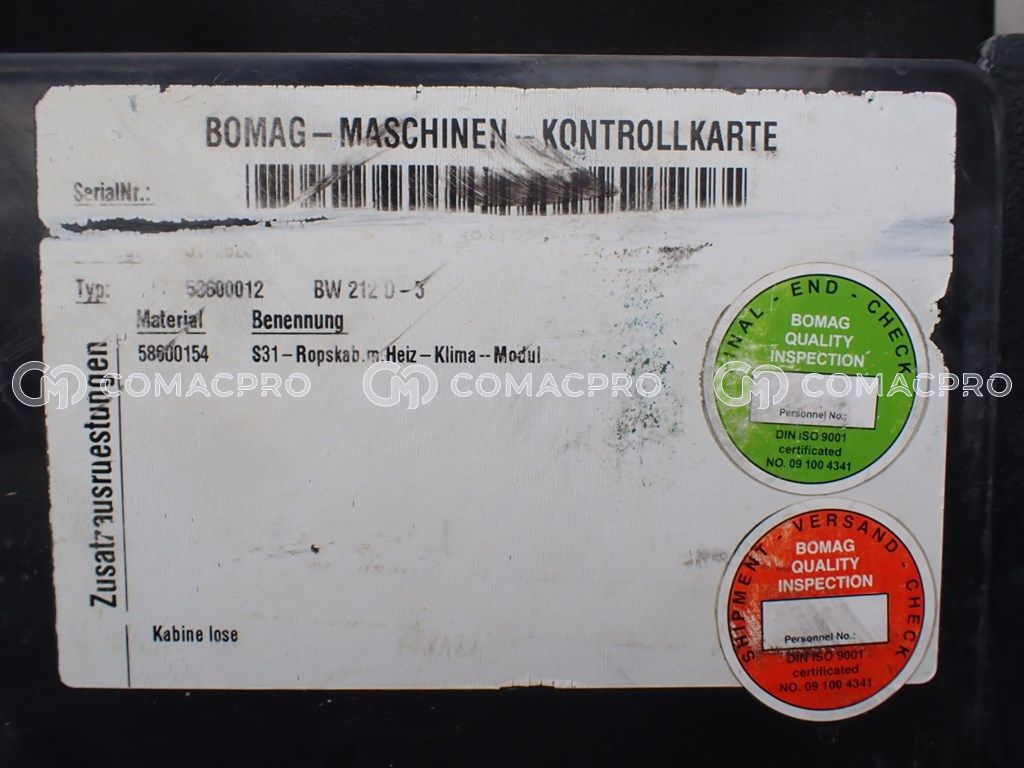 BOMAG – MASCHINEN – KONTROLLKARTE
SerialNr.:
Typ: 58600012 BW 212 D – 3
Material Benennung
58600154 S31–Ropskab.m.Heiz–Klima–Modul
Zusatzausruestungen
Kabine lose
FINAL - END - CHECK
BOMAG
QUALITY
INSPECTION
Personnel No.:
DIN ISO 9001
certificated
NO. 09 100 4341
SHIPMENT - VERSAND - CHECK
BOMAG
QUALITY
INSPECTION
Personnel No.:
DIN ISO 9001
certificated
NO. 09 100 4341
COMACPRO COMACPRO COMACPRO